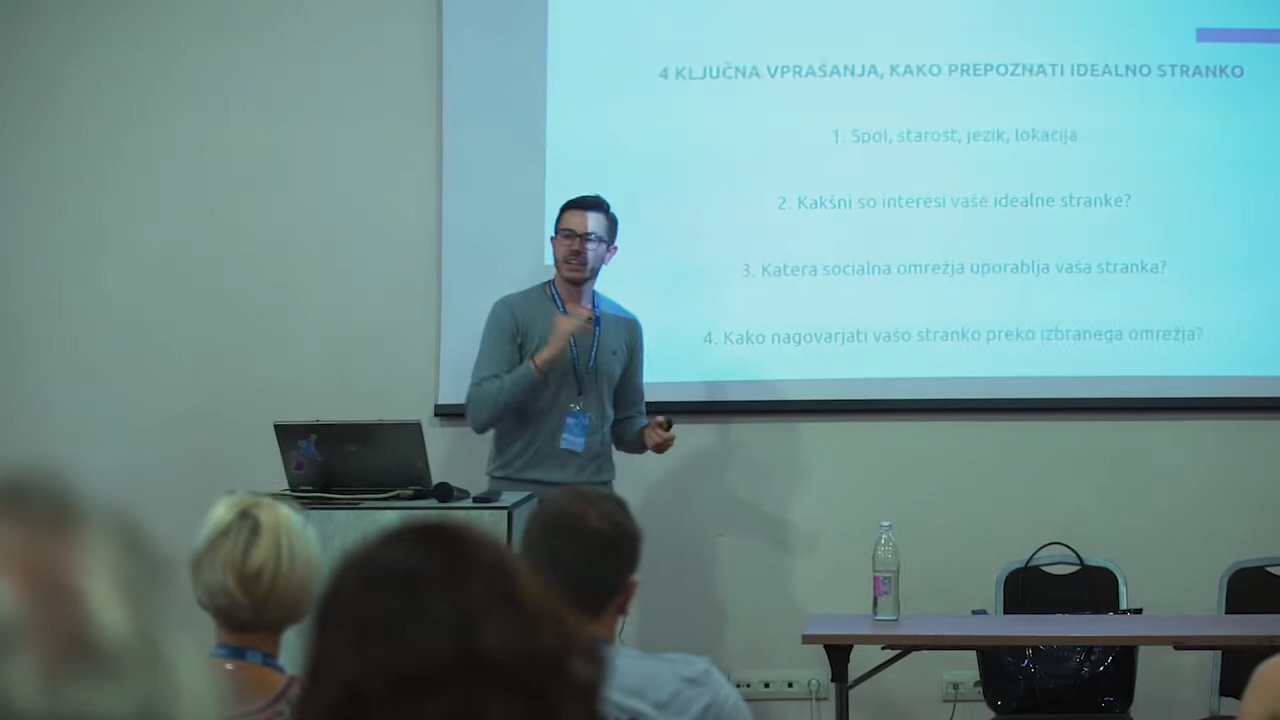 4 KLJUČNA VPRAŠANJA, KAKO PREPOZNATI IDEALNO STRANKO
1. Spol, starost, jezik, lokacija
2. Kakšni so interesi vaše idealne stranke?
3. Katera socialna omrežja uporablja vaša stranka?
4. Kako nagovarjati vašo stranko preko izbranega omrežja?